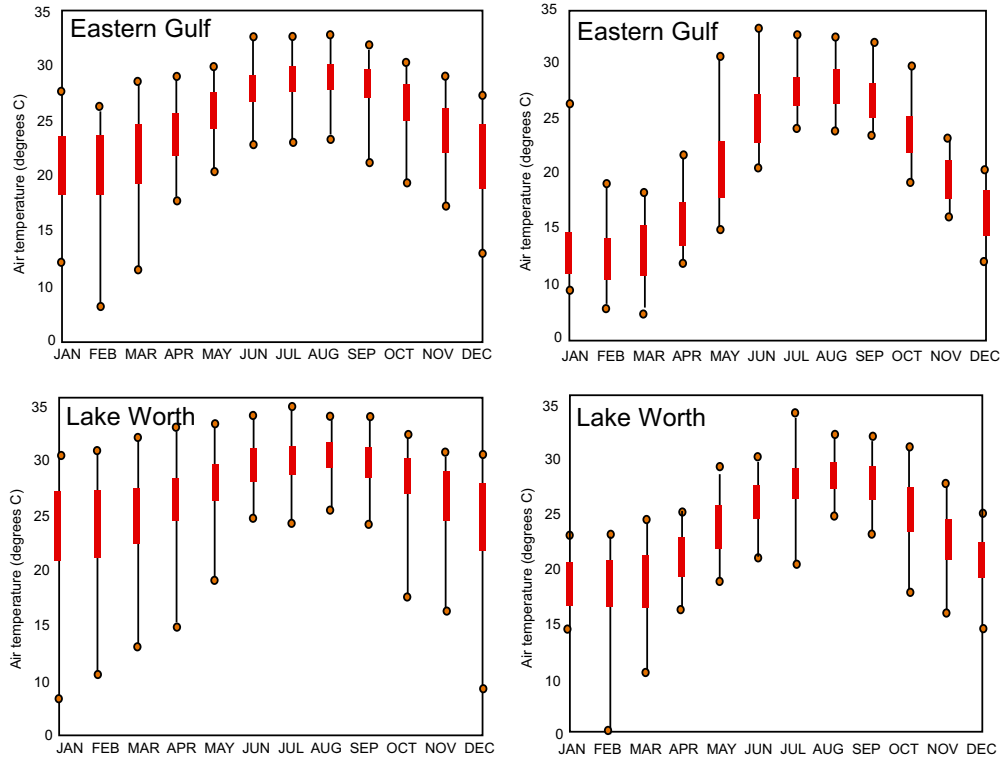 Eastern Gulf
Air temperature (degrees C)
35
30
25
20
15
10
0
JAN FEB MAR APR MAY JUN JUL AUG SEP OCT NOV DEC
Eastern Gulf
Air temperature (degrees C)
35
30
25
20
15
10
0
JAN FEB MAR APR MAY JUN JUL AUG SEP OCT NOV DEC
Lake Worth
Air temperature (degrees C)
35
30
25
20
15
10
0
JAN FEB MAR APR MAY JUN JUL AUG SEP OCT NOV DEC
Lake Worth
Air temperature (degrees C)
35
30
25
20
15
10
0
JAN FEB MAR APR MAY JUN JUL AUG SEP OCT NOV DEC